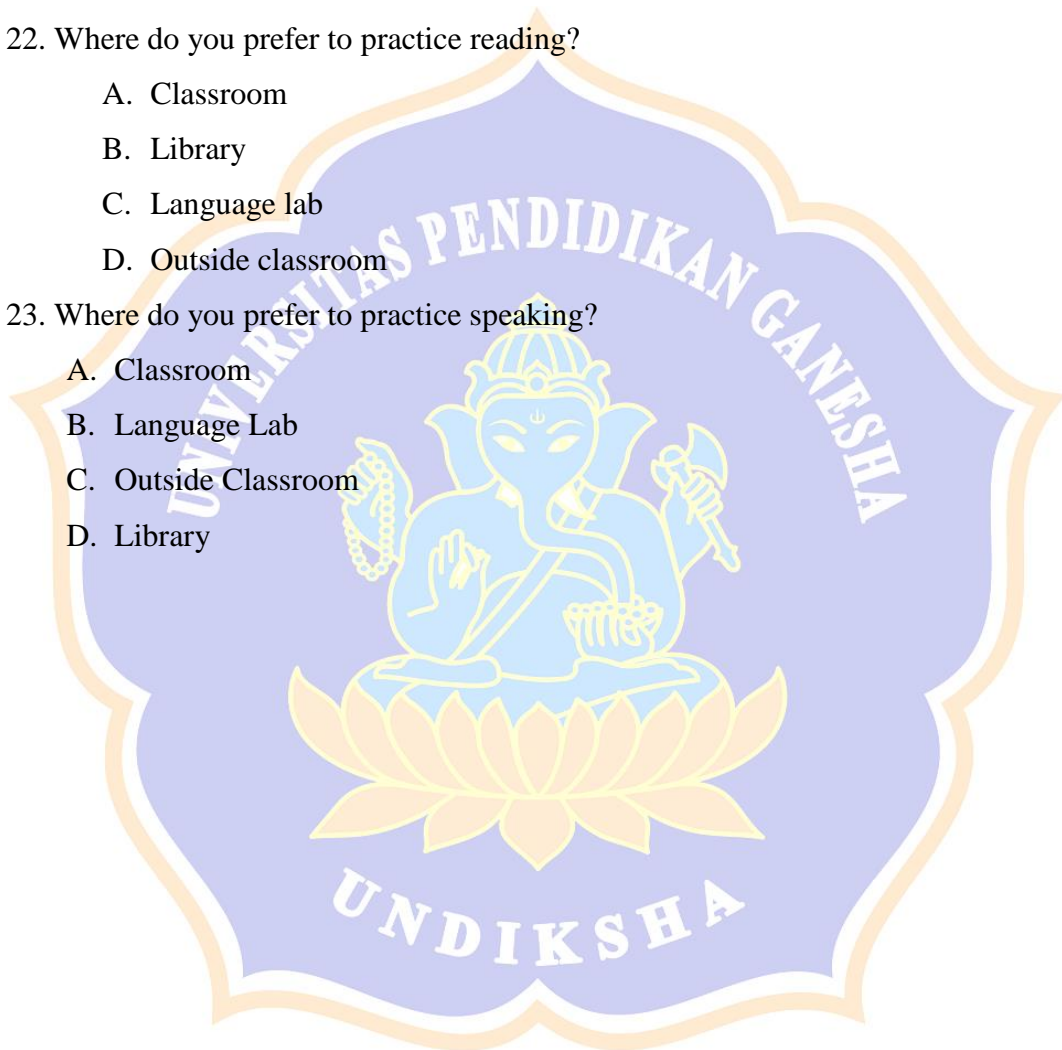 22. Where do you prefer to practice reading?
A. Classroom
B. Library
C. Language lab
D. Outside classroom
23. Where do you prefer to practice speaking?
A. Classroom
B. Language Lab
C. Outside Classroom
D. Library
UNIVERSITAS PENDIDIKAN GANESHA
UNDIKSHA